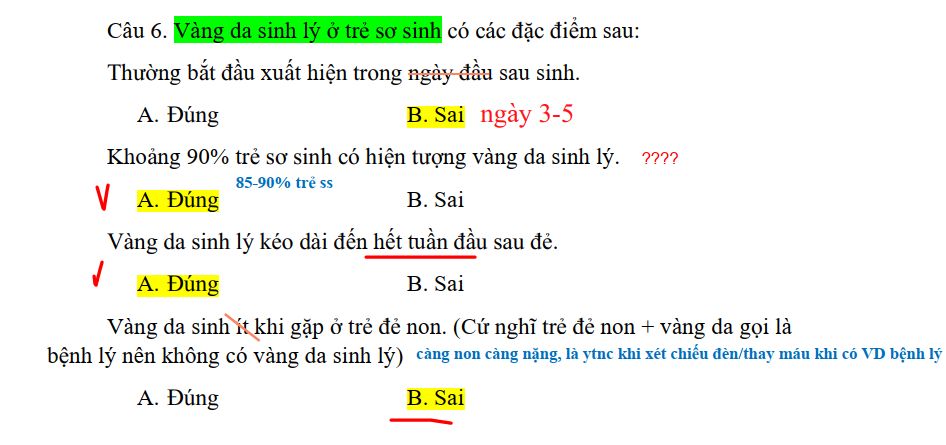 Câu 6. Vàng da sinh lý ở trẻ sơ sinh có các đặc điểm sau:
Thường bắt đầu xuất hiện trong ngày đầu sau sinh.
A. Đúng B. Sai ngày 3-5
Khoảng 90% trẻ sơ sinh có hiện tượng vàng da sinh lý. ????
85-90% trẻ ss
A. Đúng B. Sai
Vàng da sinh lý kéo dài đến hết tuần đầu sau đẻ.
A. Đúng B. Sai
Vàng da sinh ít khi gặp ở trẻ đẻ non. (Cứ nghĩ trẻ đẻ non + vàng da gọi là
bệnh lý nên không có vàng da sinh lý) càng non càng nặng, là ytnc khi xét chiếu đèn/thay máu khi có VD bệnh lý
A. Đúng B. Sai